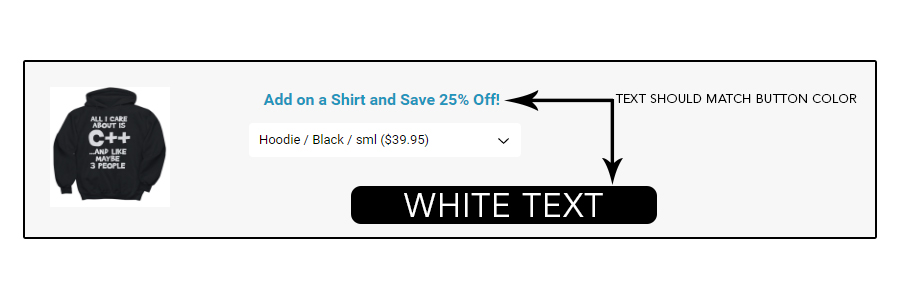 Add on a Shirt and Save 25% Off!
TEXT SHOULD MATCH BUTTON COLOR
ALL I CARE
ABOUT IS
C++
...AND LIKE
MAYBE
3 PEOPLE
Hoodie / Black / sml ($39.95)
WHITE TEXT